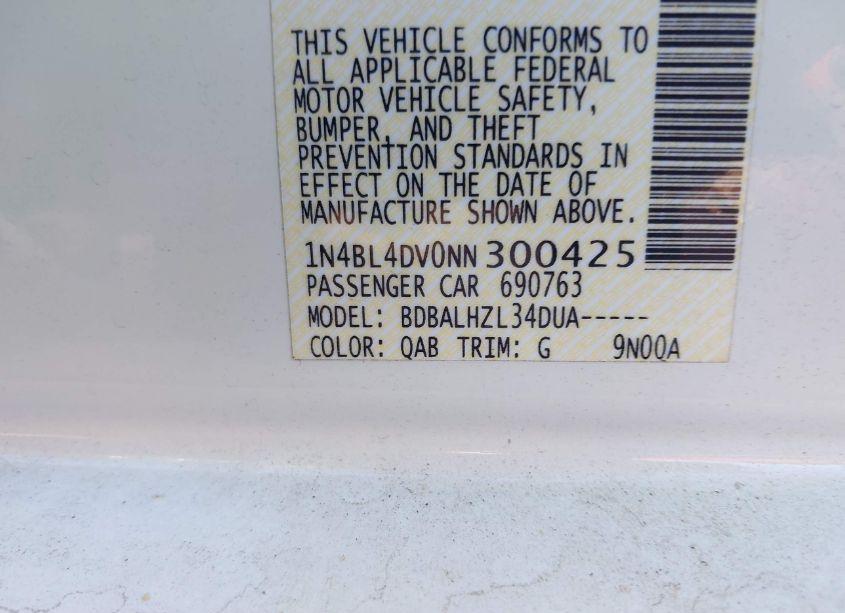 THIS VEHICLE CONFORMS TO
ALL APPLICABLE FEDERAL
MOTOR VEHICLE SAFETY,
BUMPER, AND THEFT
PREVENTION STANDARDS IN
EFFECT ON THE DATE OF
MANUFACTURE SHOWN ABOVE.
1N4BL4DV0NN300425
PASSENGER CAR 690763
MODEL: BDBALHZL34DUA-----
COLOR: QAB TRIM: G 9N00A